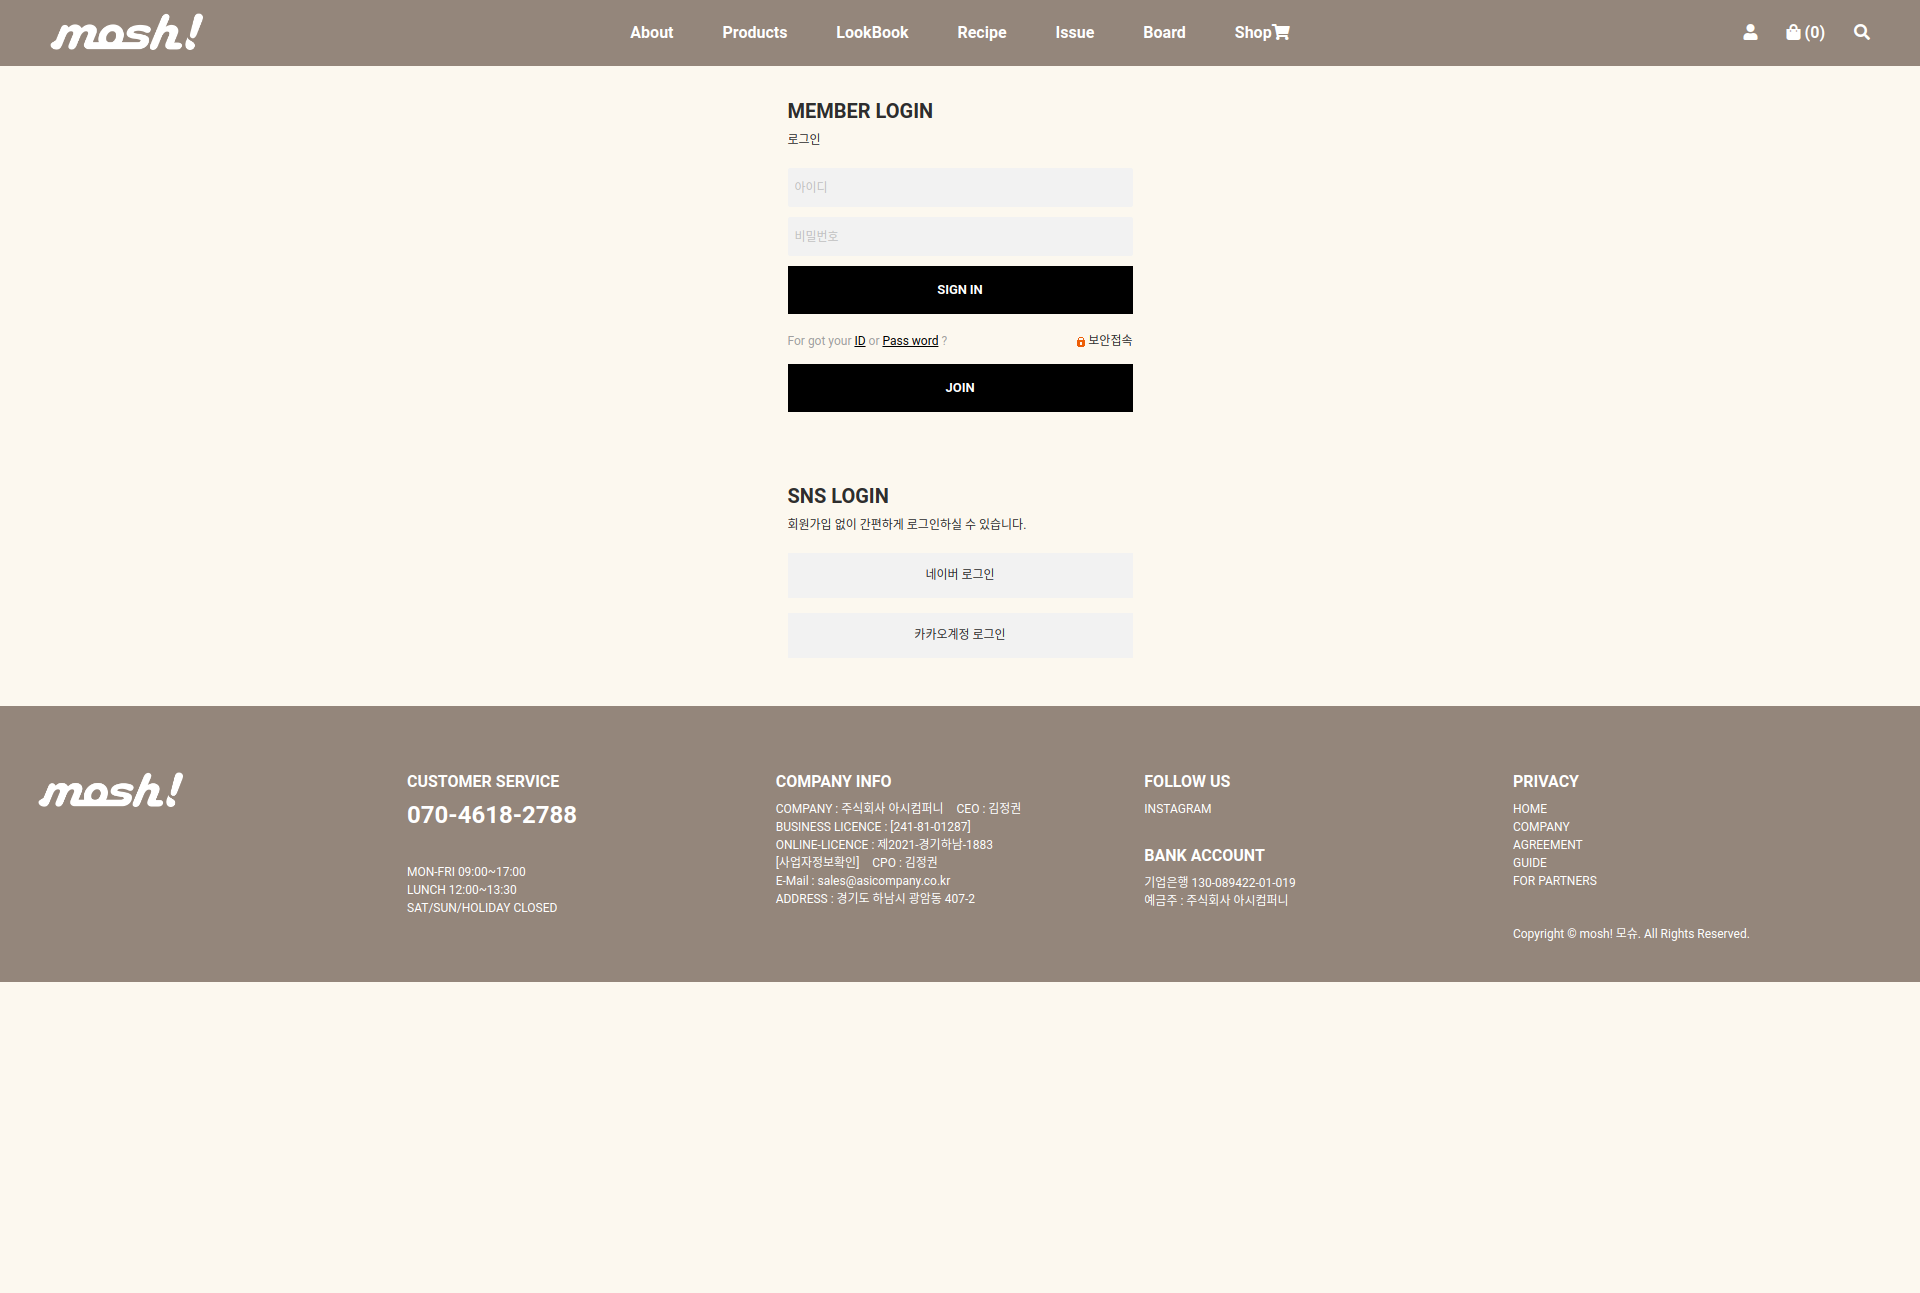 mosh!
About Products LookBook Recipe Issue Board Shop
(0)
MEMBER LOGIN
로그인
아이디
비밀번호
SIGN IN
For got your ID or Pass word ?
보안접속
JOIN
SNS LOGIN
회원가입 없이 간편하게 로그인하실 수 있습니다.
네이버 로그인
카카오계정 로그인
mosh!
CUSTOMER SERVICE
070-4618-2788
MON-FRI 09:00~17:00
LUNCH 12:00~13:30
SAT/SUN/HOLIDAY CLOSED
COMPANY INFO
COMPANY : 주식회사 아시컴퍼니 CEO : 김정권
BUSINESS LICENCE : [241-81-01287]
ONLINE-LICENCE : 제2021-경기하남-1883
[사업자정보확인] CPO : 김정권
E-Mail : sales@asicompany.co.kr
ADDRESS : 경기도 하남시 광암동 407-2
FOLLOW US
INSTAGRAM
BANK ACCOUNT
기업은행 130-089422-01-019
예금주 : 주식회사 아시컴퍼니
PRIVACY
HOME
COMPANY
AGREEMENT
GUIDE
FOR PARTNERS
Copyright © mosh! 모슈. All Rights Reserved.